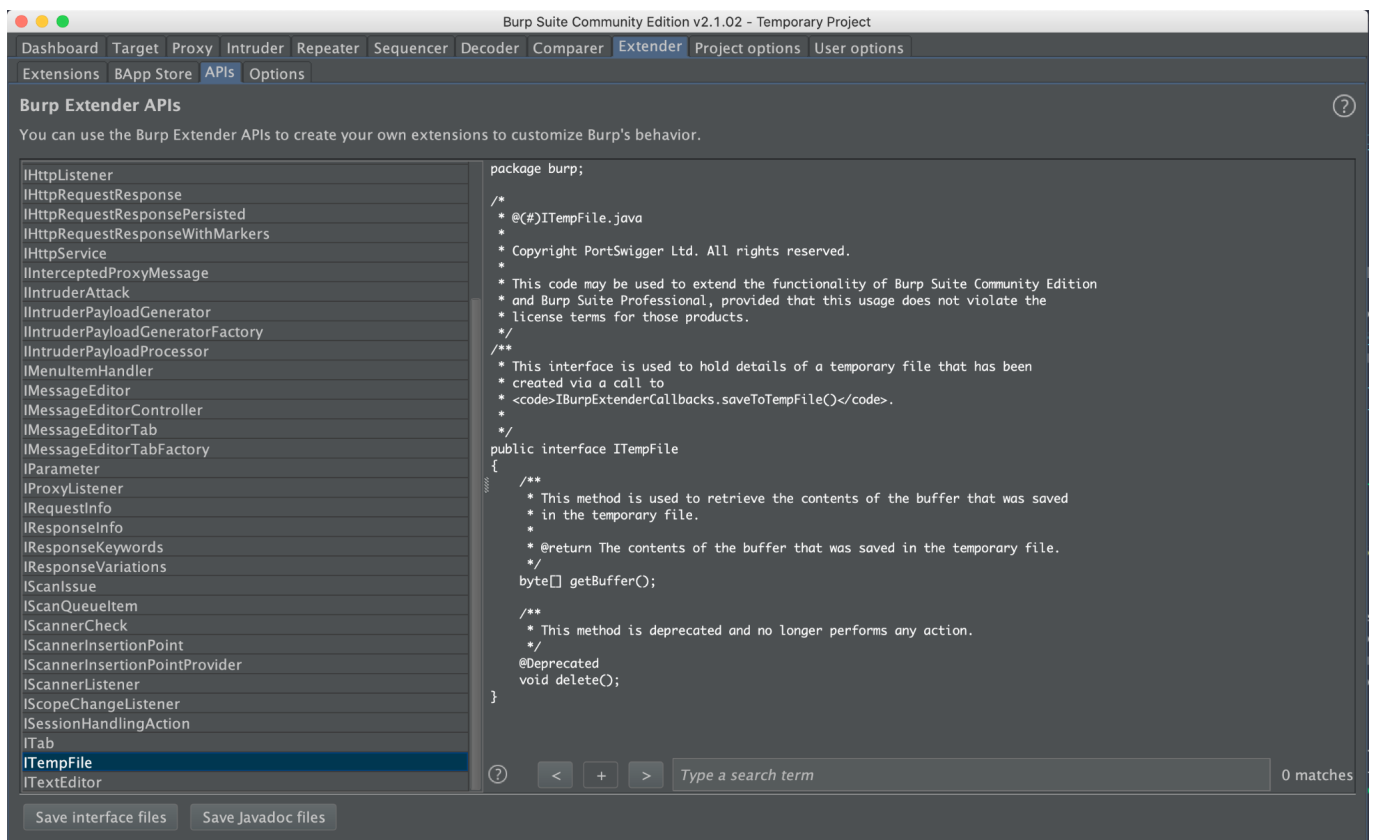 Burp Suite Community Edition v2.1.02 - Temporary Project
Dashboard Target Proxy Intruder Repeater Sequencer Decoder Comparer Extender Project options User options
Extensions BApp Store APIs Options
Burp Extender APIs
?
You can use the Burp Extender APIs to create your own extensions to customize Burp's behavior.
IHttpListener
IHttpRequestResponse
IHttpRequestResponsePersisted
IHttpRequestResponseWithMarkers
IHttpService
IInterceptedProxyMessage
IIntruderAttack
IIntruderPayloadGenerator
IIntruderPayloadGeneratorFactory
IIntruderPayloadProcessor
IMenuItemHandler
IMessageEditor
IMessageEditorController
IMessageEditorTab
IMessageEditorTabFactory
IParameter
IProxyListener
IRequestInfo
IResponseInfo
IResponseKeywords
IResponseVariations
IScanIssue
IScanQueueItem
IScannerCheck
IScannerInsertionPoint
IScannerInsertionPointProvider
IScannerListener
IScopeChangeListener
ISessionHandlingAction
ITab
ITempFile
ITextEditor
package burp;
/*
* @(#)ITempFile.java
*
* Copyright PortSwigger Ltd. All rights reserved.
*
* This code may be used to extend the functionality of Burp Suite Community Edition
* and Burp Suite Professional, provided that this usage does not violate the
* license terms for those products.
*/
/**
* This interface is used to hold details of a temporary file that has been
* created via a call to
* <code>IBurpExtenderCallbacks.saveToTempFile()</code>.
*
*/
public interface ITempFile
{
/**
* This method is used to retrieve the contents of the buffer that was saved
* in the temporary file.
*
* @return The contents of the buffer that was saved in the temporary file.
*/
byte[] getBuffer();
/**
* This method is deprecated and no longer performs any action.
*/
@Deprecated
void delete();
}
? < + > Type a search term 0 matches
Save interface files Save Javadoc files